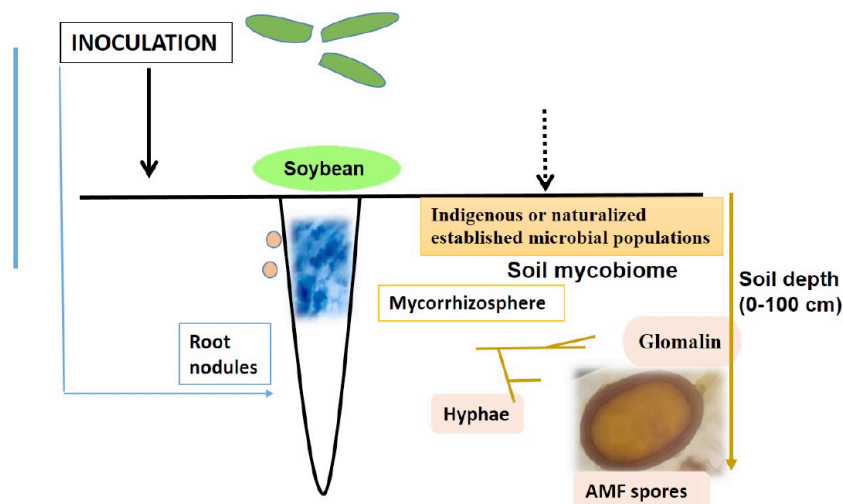 INOCULATION
Soybean
Indigenous or naturalized
established microbial populations
Soil mycobiome
Soil depth
(0-100 cm)
Mycorrhizosphere
Root
nodules
Glomalin
Hyphae
AMF spores